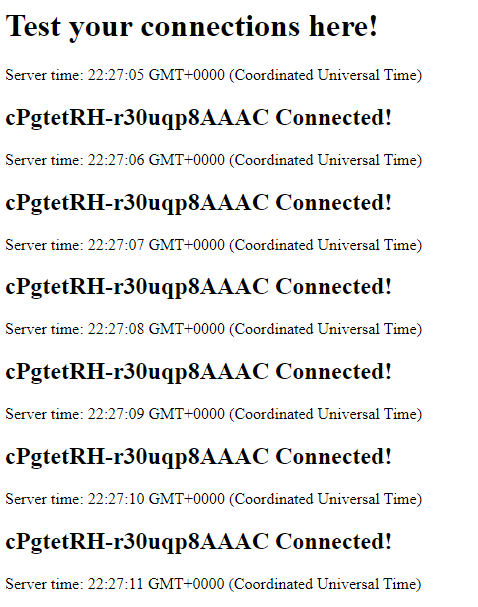 Test your connections here!
Server time: 22:27:05 GMT+0000 (Coordinated Universal Time)
cPgtetRH-r30uqp8AAAC Connected!
Server time: 22:27:06 GMT+0000 (Coordinated Universal Time)
cPgtetRH-r30uqp8AAAC Connected!
Server time: 22:27:07 GMT+0000 (Coordinated Universal Time)
cPgtetRH-r30uqp8AAAC Connected!
Server time: 22:27:08 GMT+0000 (Coordinated Universal Time)
cPgtetRH-r30uqp8AAAC Connected!
Server time: 22:27:09 GMT+0000 (Coordinated Universal Time)
cPgtetRH-r30uqp8AAAC Connected!
Server time: 22:27:10 GMT+0000 (Coordinated Universal Time)
cPgtetRH-r30uqp8AAAC Connected!
Server time: 22:27:11 GMT+0000 (Coordinated Universal Time)